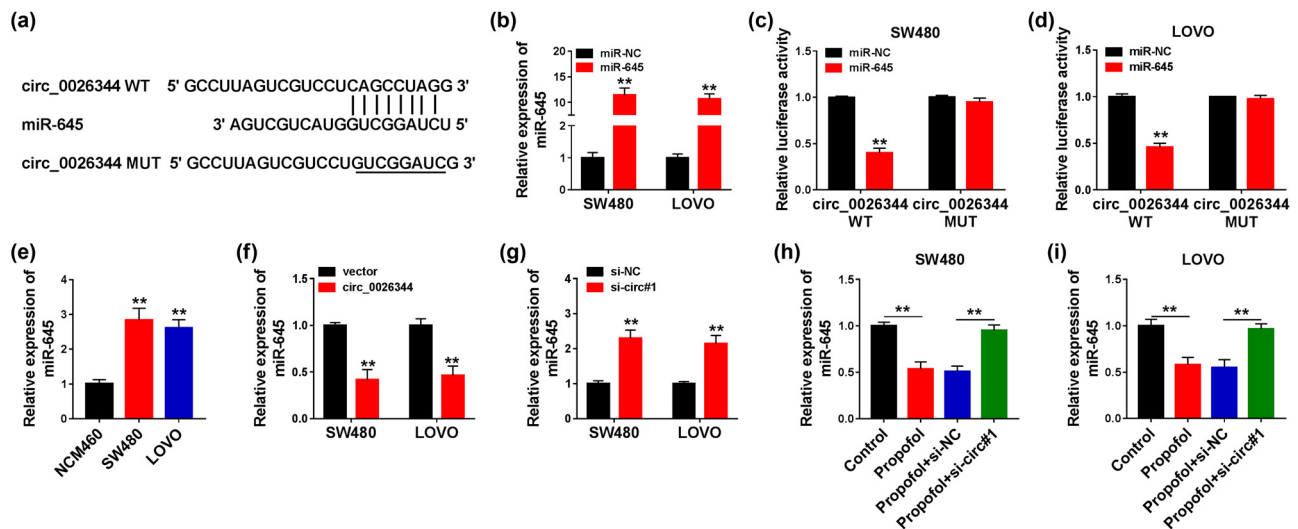 (a)
circ_0026344 WT 5' GCCUUAGUCGUCCUCAGCCUAGG 3'
miR-645 3' AGUCGUCAUGGUCGGAUCU 5'
circ_0026344 MUT 5' GCCUUAGUCGUCCUGUCGGAUCG 3'
(b)
Relative expression of
miR-645
miR-NC
miR-645
15
10
5
2
1
0
**
**
SW480
LOVO
(c)
SW480
Relative luciferase activity
miR-NC
miR-645
1.5
1.0
0.5
0.0
**
circ_0026344
WT
circ_0026344
MUT
(d)
LOVO
Relative luciferase activity
miR-NC
miR-645
1.5
1.0
0.5
0.0
**
circ_0026344
WT
circ_0026344
MUT
(e)
Relative expression of
miR-645
4
3
2
1
0
**
**
NCM460
SW480
LOVO
(f)
Relative expression of
miR-645
vector
circ_0026344
1.5
1.0
0.5
0.0
**
**
SW480
LOVO
(g)
Relative expression of
miR-645
si-NC
si-circ#1
3
2
1
0
**
**
SW480
LOVO
(h)
SW480
Relative expression of
miR-645
1.5
1.0
0.5
0.0
**
**
Control
Propofol
Propofol+si-NC
Propofol+si-circ#1
(i)
LOVO
Relative expression of
miR-645
1.5
1.0
0.5
0.0
**
**
Control
Propofol
Propofol+si-NC
Propofol+si-circ#1